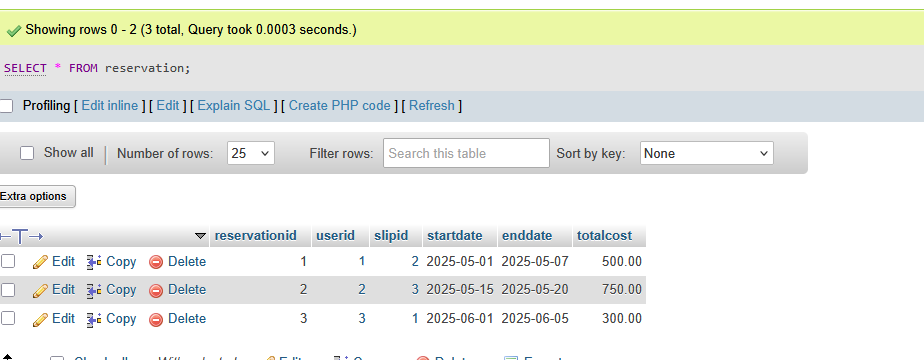 Showing rows 0 - 2 (3 total, Query took 0.0003 seconds.)
SELECT * FROM reservation;
Profiling [ Edit inline ] [ Edit ] [ Explain SQL ] [ Create PHP code ] [ Refresh ]
Show all Number of rows: 25 Filter rows: Search this table Sort by key: None
Extra options
reservationid userid slipid startdate enddate totalcost
Edit Copy Delete 1 1 2 2025-05-01 2025-05-07 500.00
Edit Copy Delete 2 2 3 2025-05-15 2025-05-20 750.00
Edit Copy Delete 3 3 1 2025-06-01 2025-06-05 300.00